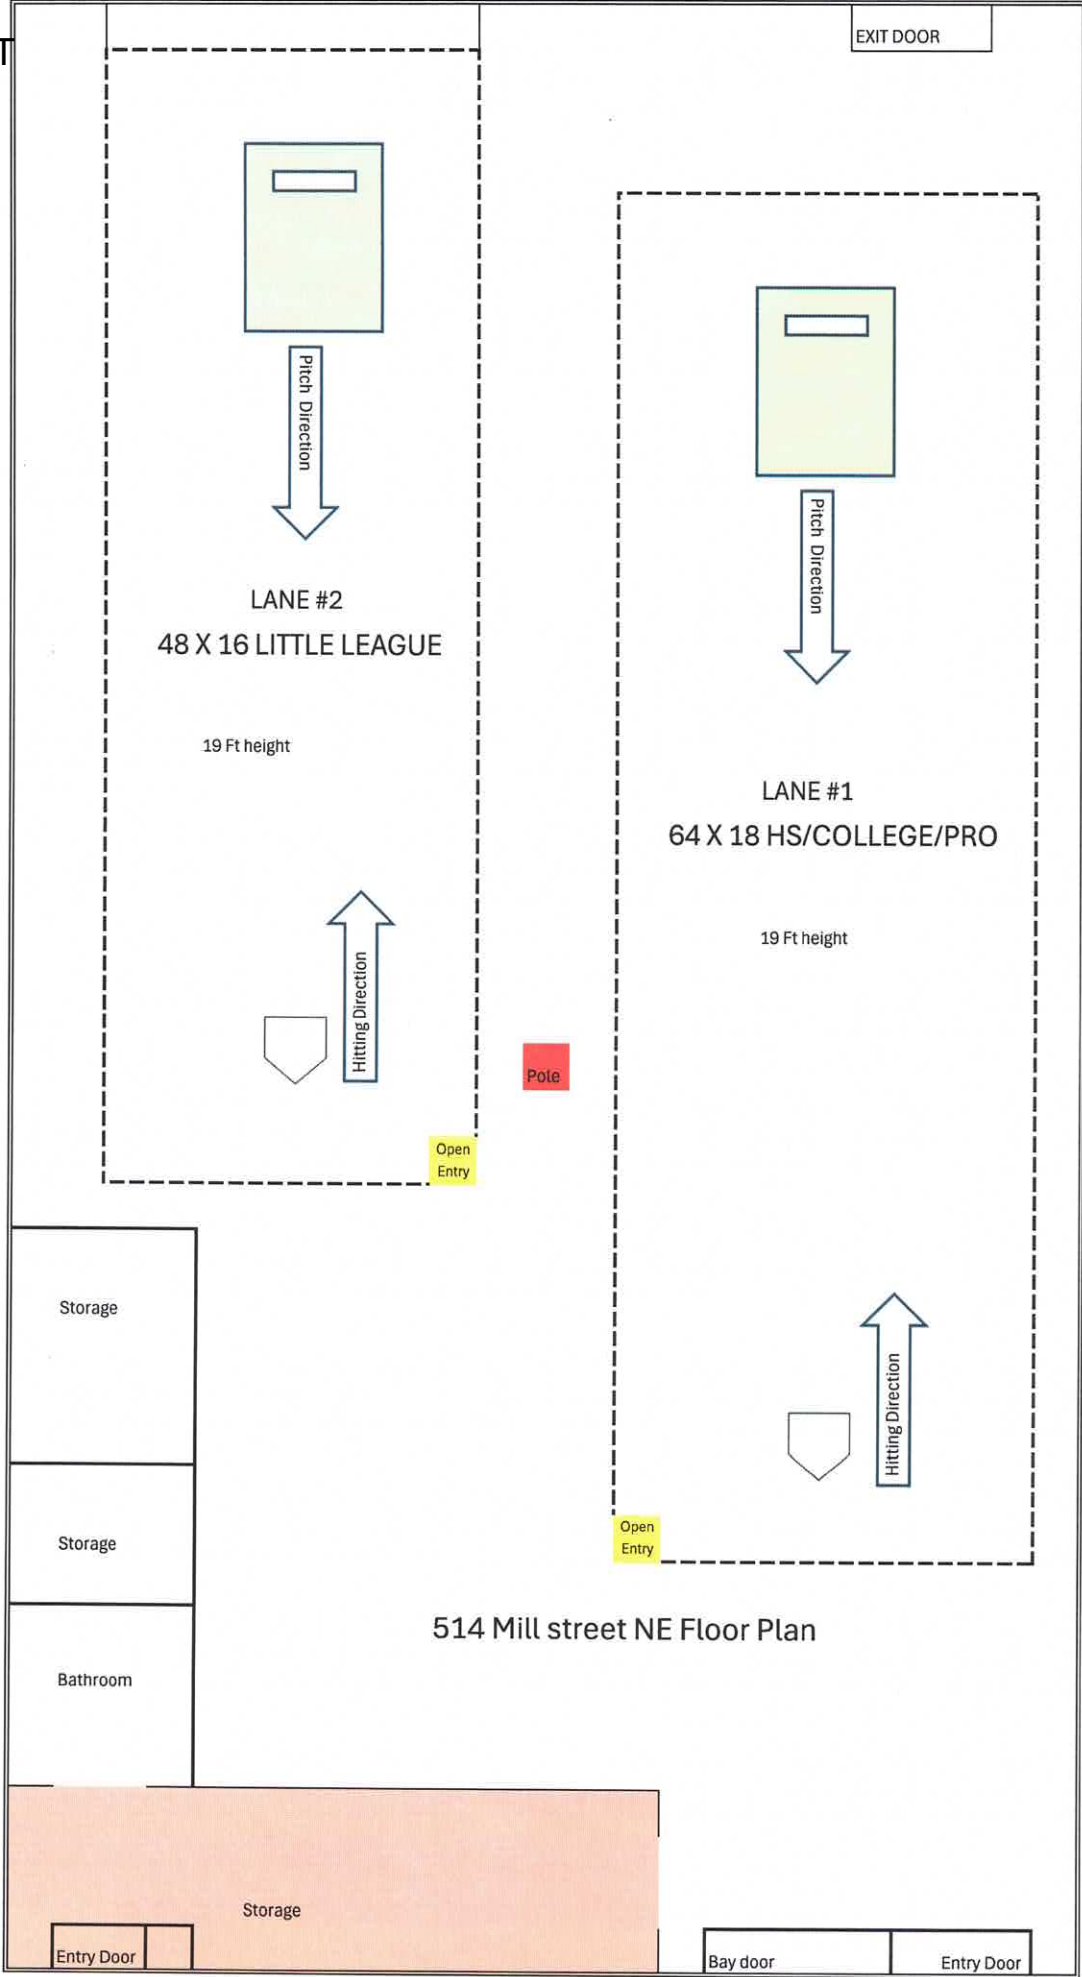 T
EXIT DOOR
Pitch Direction
Pitch Direction
LANE #2
48 X 16 LITTLE LEAGUE
19 Ft height
LANE #1
64 X 18 HS/COLLEGE/PRO
19 Ft height
Hitting Direction
Pole
Open
Entry
Storage
Hitting Direction
Open
Entry
Storage
514 Mill street NE Floor Plan
Bathroom
Storage
Entry Door
Bay door
Entry Door